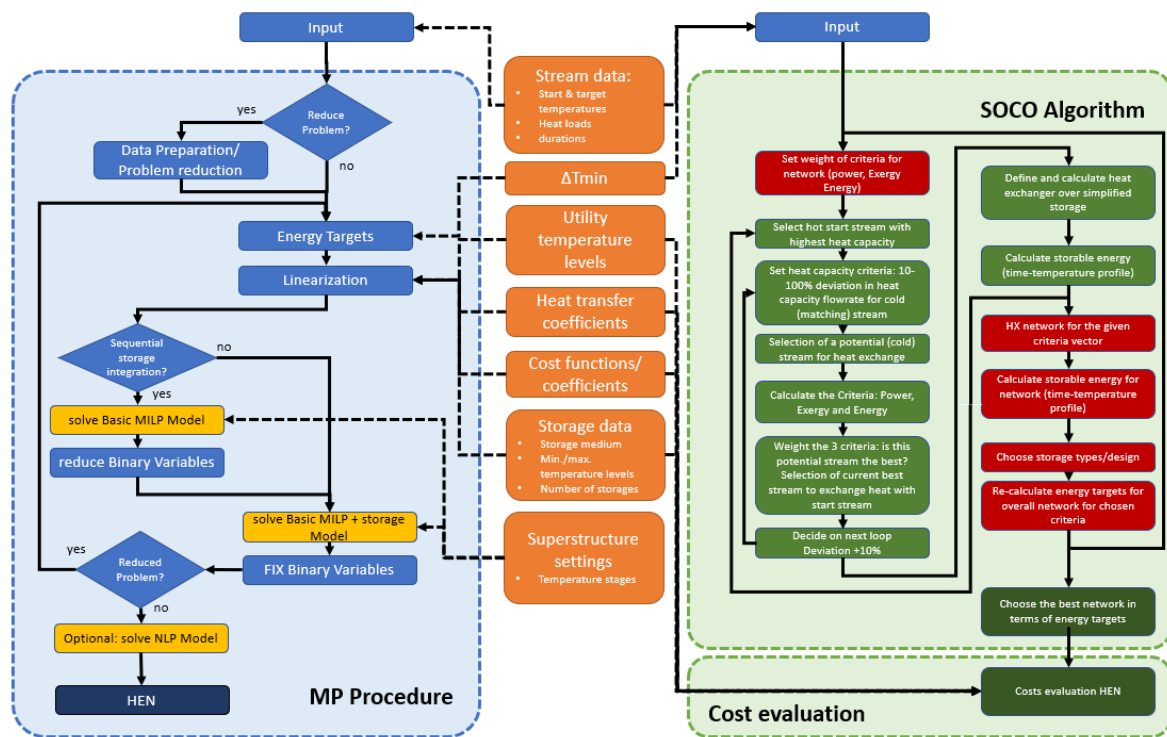 Input
Reduce
Problem?
yes
no
Data Preparation/
Problem reduction
Energy Targets
Linearization
Sequential
storage
integration?
no
yes
solve Basic MILP Model
reduce Binary Variables
solve Basic MILP + storage
Model
FIX Binary Variables
Reduced
Problem?
yes
no
Optional: solve NLP Model
HEN
MP Procedure
Stream data:
• Start & target
temperatures
• Heat loads
• durations
ΔTmin
Utility
temperature
levels
Heat transfer
coefficients
Cost functions/
coefficients
Storage data
• Storage medium
• Min./max.
temperature levels
• Number of storages
Superstructure
settings
• Temperature stages
Input
SOCO Algorithm
Set weight of criteria for
network (power, Exergy
Energy)
Select hot start stream with
highest heat capacity
Set heat capacity criteria: 10-
100% deviation in heat
capacity flowrate for cold
(matching) stream
Selection of a potential (cold)
stream for heat exchange
Calculate the Criteria: Power,
Exergy and Energy
Weight the 3 criteria: is this
potential stream the best?
Selection of current best
stream to exchange heat with
start stream
Decide on next loop
Deviation +10%
Define and calculate heat
exchanger over simplified
storage
Calculate storable energy
(time-temperature profile)
HX network for the given
criteria vector
Calculate storable energy for
network (time-temperature
profile)
Choose storage types/design
Re-calculate energy targets for
overall network for chosen
criteria
Choose the best network in
terms of energy targets
Costs evaluation HEN
Cost evaluation